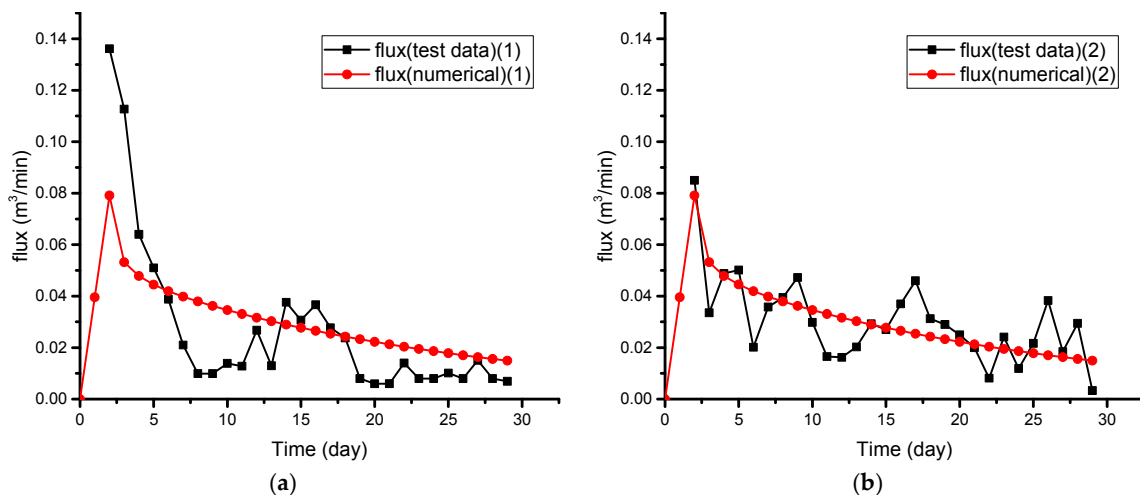 0.14
0.12
0.10
0.08
0.06
0.04
0.02
0.00
flux (m³/min)
0 5 10 15 20 25 30
Time (day)
flux(test data)(1)
flux(numerical)(1)
(a)
0.14
0.12
0.10
0.08
0.06
0.04
0.02
0.00
flux (m³/min)
0 5 10 15 20 25 30
Time (day)
flux(test data)(2)
flux(numerical)(2)
(b)